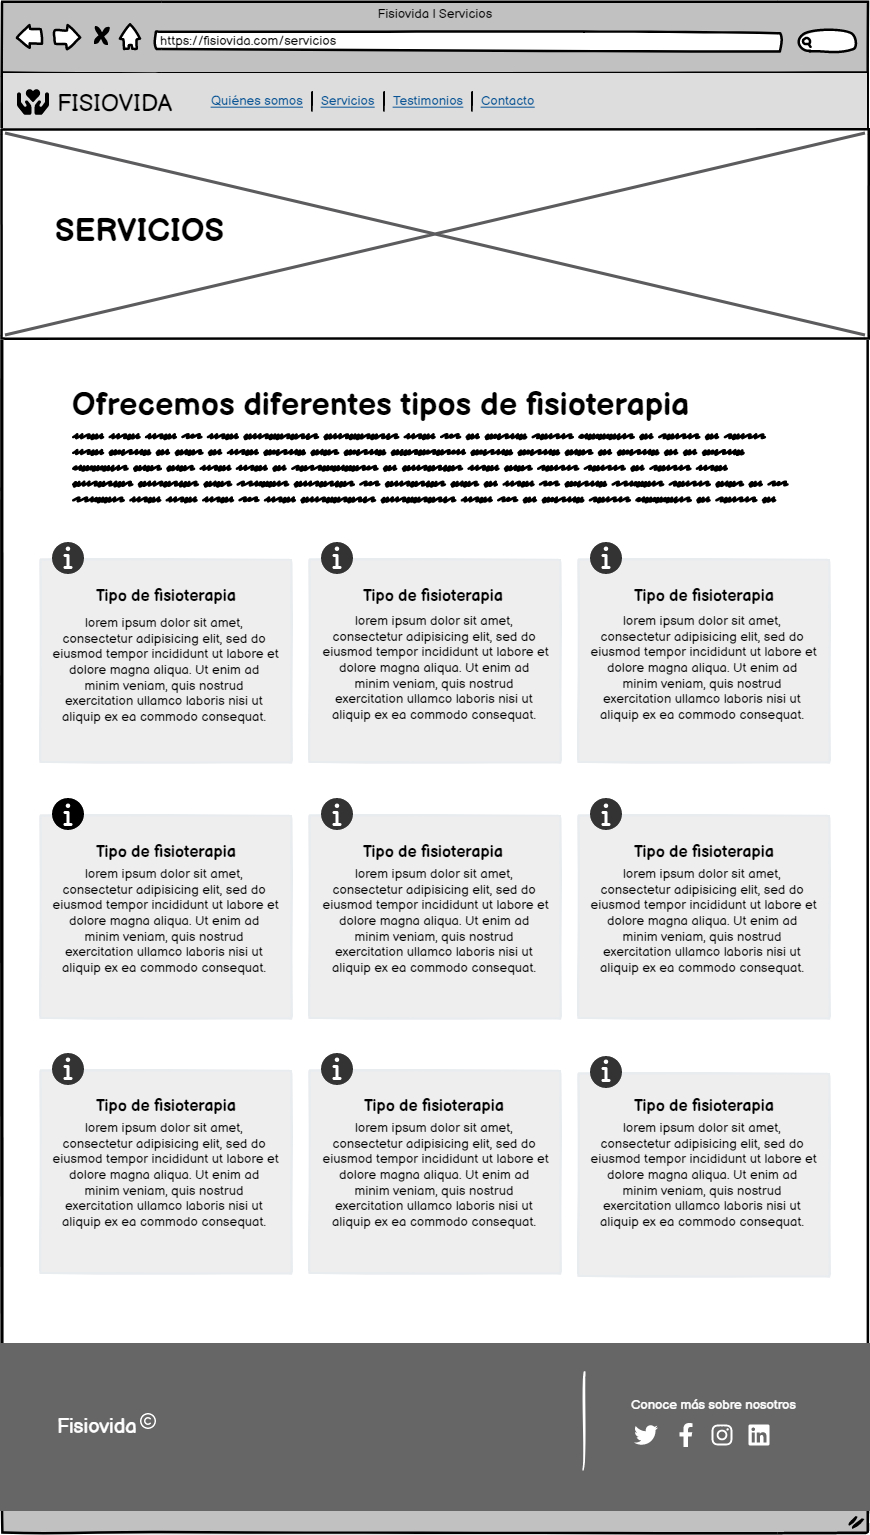 Fisiovida | Servicios
https://fisiovida.com/servicios
FISIOVIDA
Quiénes somos | Servicios | Testimonios | Contacto
SERVICIOS
Ofrecemos diferentes tipos de fisioterapia
Tipo de fisioterapia
lorem ipsum dolor sit amet,
consectetur adipisicing elit, sed do
eiusmod tempor incididunt ut labore et
dolore magna aliqua. Ut enim ad
minim veniam, quis nostrud
exercitation ullamco laboris nisi ut
aliquip ex ea commodo consequat.
Tipo de fisioterapia
lorem ipsum dolor sit amet,
consectetur adipisicing elit, sed do
eiusmod tempor incididunt ut labore et
dolore magna aliqua. Ut enim ad
minim veniam, quis nostrud
exercitation ullamco laboris nisi ut
aliquip ex ea commodo consequat.
Tipo de fisioterapia
lorem ipsum dolor sit amet,
consectetur adipisicing elit, sed do
eiusmod tempor incididunt ut labore et
dolore magna aliqua. Ut enim ad
minim veniam, quis nostrud
exercitation ullamco laboris nisi ut
aliquip ex ea commodo consequat.
Tipo de fisioterapia
lorem ipsum dolor sit amet,
consectetur adipisicing elit, sed do
eiusmod tempor incididunt ut labore et
dolore magna aliqua. Ut enim ad
minim veniam, quis nostrud
exercitation ullamco laboris nisi ut
aliquip ex ea commodo consequat.
Tipo de fisioterapia
lorem ipsum dolor sit amet,
consectetur adipisicing elit, sed do
eiusmod tempor incididunt ut labore et
dolore magna aliqua. Ut enim ad
minim veniam, quis nostrud
exercitation ullamco laboris nisi ut
aliquip ex ea commodo consequat.
Tipo de fisioterapia
lorem ipsum dolor sit amet,
consectetur adipisicing elit, sed do
eiusmod tempor incididunt ut labore et
dolore magna aliqua. Ut enim ad
minim veniam, quis nostrud
exercitation ullamco laboris nisi ut
aliquip ex ea commodo consequat.
Tipo de fisioterapia
lorem ipsum dolor sit amet,
consectetur adipisicing elit, sed do
eiusmod tempor incididunt ut labore et
dolore magna aliqua. Ut enim ad
minim veniam, quis nostrud
exercitation ullamco laboris nisi ut
aliquip ex ea commodo consequat.
Tipo de fisioterapia
lorem ipsum dolor sit amet,
consectetur adipisicing elit, sed do
eiusmod tempor incididunt ut labore et
dolore magna aliqua. Ut enim ad
minim veniam, quis nostrud
exercitation ullamco laboris nisi ut
aliquip ex ea commodo consequat.
Tipo de fisioterapia
lorem ipsum dolor sit amet,
consectetur adipisicing elit, sed do
eiusmod tempor incididunt ut labore et
dolore magna aliqua. Ut enim ad
minim veniam, quis nostrud
exercitation ullamco laboris nisi ut
aliquip ex ea commodo consequat.
Conoce más sobre nosotros
Fisiovida ©